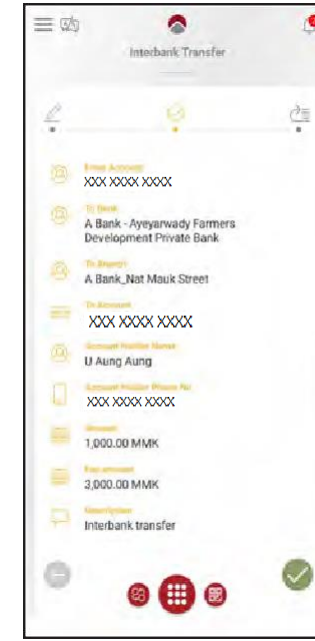 Interbank Transfer
From Account
XXX XXXX XXXX
To Bank
A Bank - Ayeyarwady Farmers
Development Private Bank
To Branch
A Bank_Nat Mauk Street
To Account
XXX XXXX XXXX
Account Holder Name
U Aung Aung
Account Holder Phone No
XXX XXXX XXXX
Amount
1,000.00 MMK
3,000.00 MMK
Description
Interbank transfer